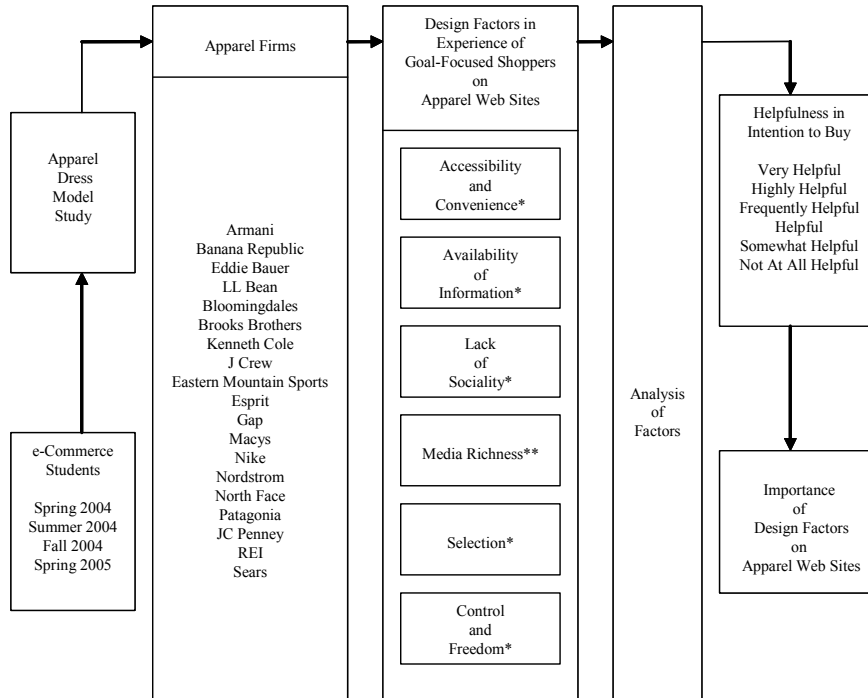 e-Commerce
Students
Spring 2004
Summer 2004
Fall 2004
Spring 2005
Apparel
Dress
Model
Study
Apparel Firms
Armani
Banana Republic
Eddie Bauer
LL Bean
Bloomingdales
Brooks Brothers
Kenneth Cole
J Crew
Eastern Mountain Sports
Esprit
Gap
Macys
Nike
Nordstrom
North Face
Patagonia
JC Penney
REI
Sears
Design Factors in
Experience of
Goal-Focused Shoppers
on
Apparel Web Sites
Accessibility
and
Convenience*
Availability
of
Information*
Lack
of
Sociality*
Media Richness**
Selection*
Control
and
Freedom*
Analysis
of
Factors
Helpfulness in
Intention to Buy
Very Helpful
Highly Helpful
Frequently Helpful
Helpful
Somewhat Helpful
Not At All Helpful
Importance
of
Design Factors
on
Apparel Web Sites